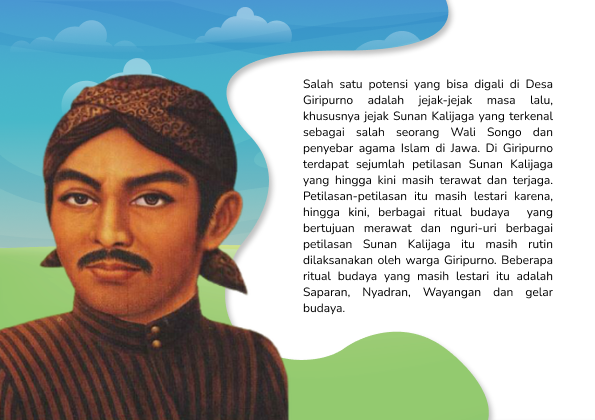 Salah satu potensi yang bisa digali di Desa
Giripurno adalah jejak-jejak masa lalu,
khususnya jejak Sunan Kalijaga yang terkenal
sebagai salah seorang Wali Songo dan
penyebar agama Islam di Jawa. Di Giripurno
terdapat sejumlah petilasan Sunan Kalijaga
yang hingga kini masih terawat dan terjaga.
Petilasan-petilasan itu masih lestari karena,
hingga kini, berbagai ritual budaya yang
bertujuan merawat dan nguri-uri berbagai
petilasan Sunan Kalijaga itu masih rutin
dilaksanakan oleh warga Giripurno. Beberapa
ritual budaya yang masih lestari itu adalah
Saparan, Nyadran, Wayangan dan gelar
budaya.